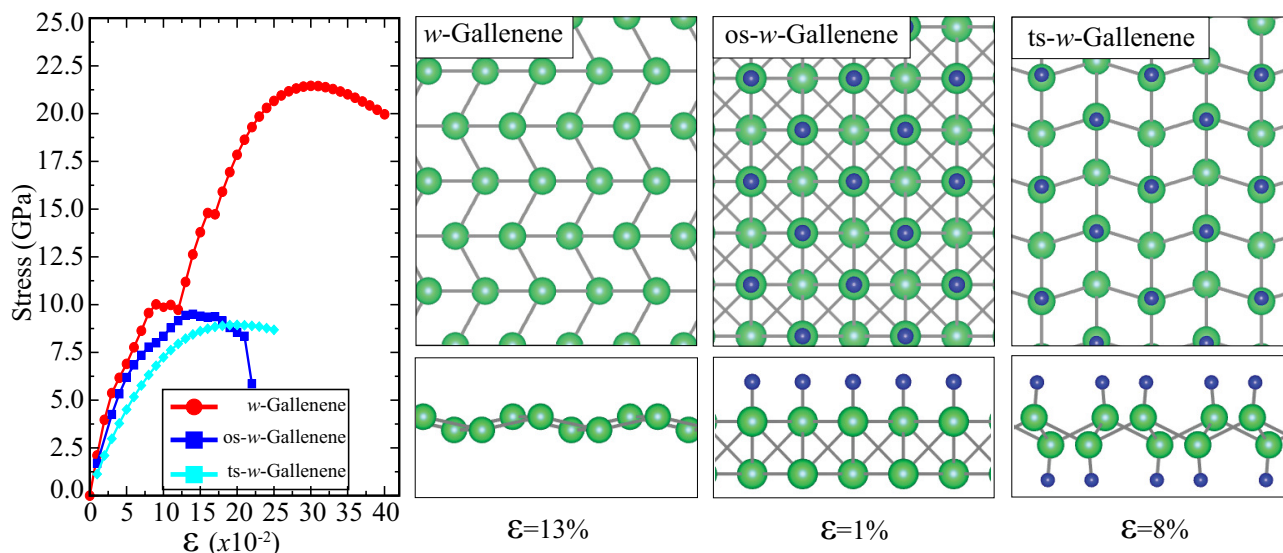 Stress (GPa)
25.0
22.5
20.0
17.5
15.0
12.5
10.0
7.5
5.0
2.5
0.0
w-Gallenene
os-w-Gallenene
ts-w-Gallenene
0 5 10 15 20 25 30 35 40
ε (x10⁻²)
w-Gallenene
os-w-Gallenene
ts-w-Gallenene
ε=13%
ε=1%
ε=8%